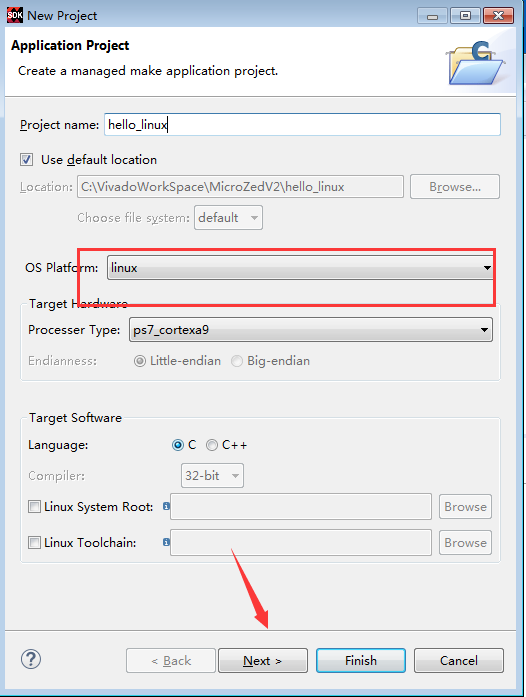 SDK New Project
Application Project
Create a managed make application project.
C
Project name: hello_linux
Use default location
Location: C:\VivadoWorkSpace\MicroZedV2\hello_linux Browse...
Choose file system: default
OS Platform: linux
Target Hardware
Processer Type: ps7_cortexa9
Endianness: Little-endian Big-endian
Target Software
Language: C C++
Compiler: 32-bit
Linux System Root: Browse
Linux Toolchain: Browse
? < Back Next > Finish Cancel